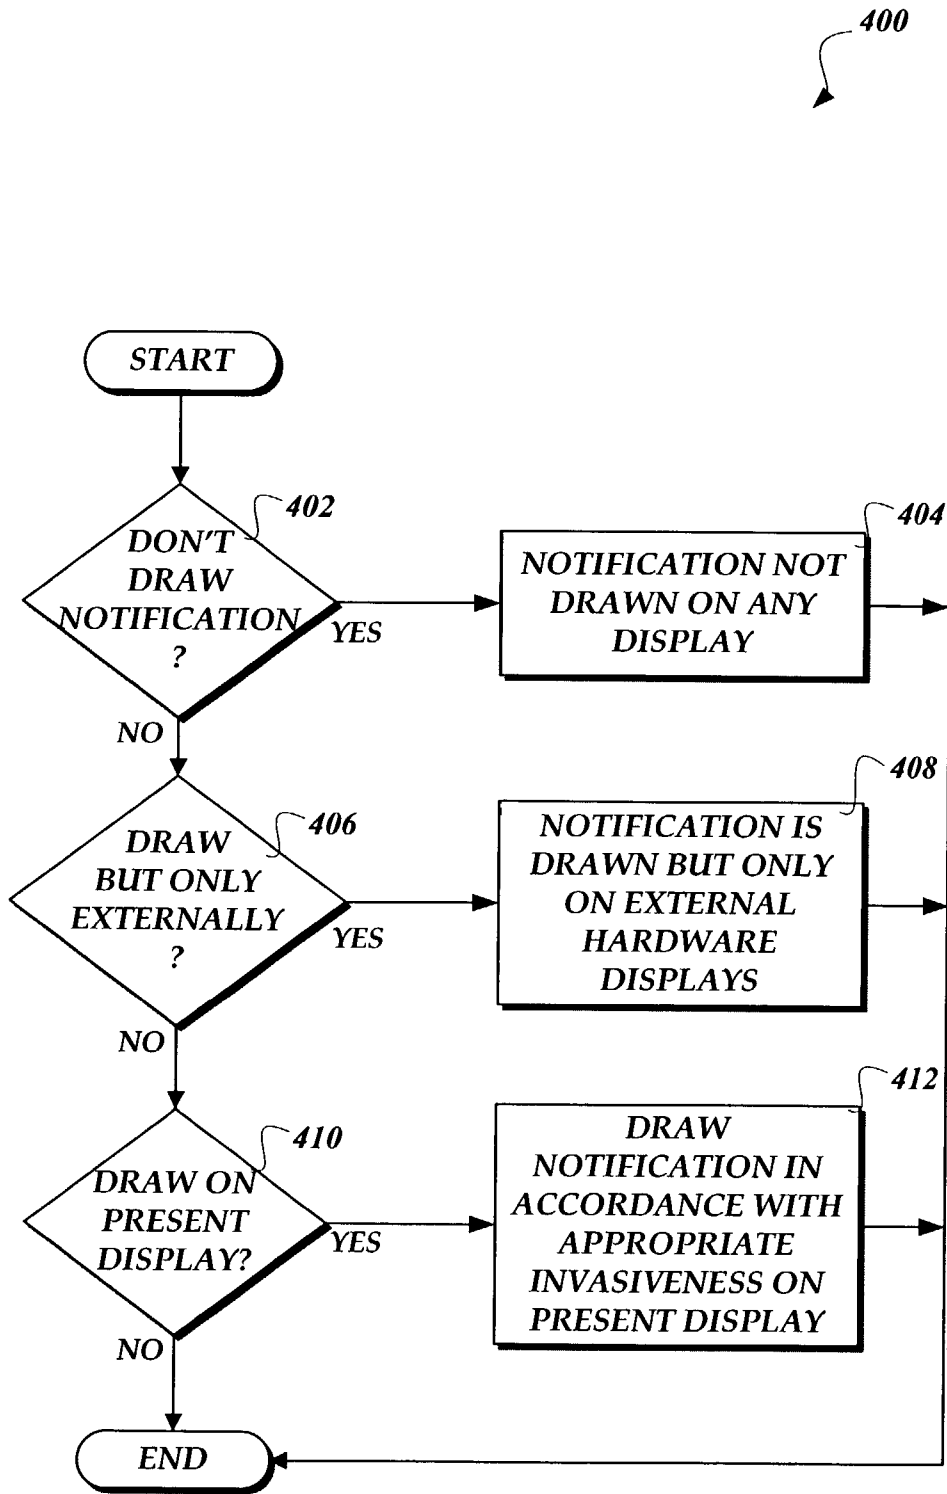 400
START
402
DON'T
DRAW
NOTIFICATION
?
YES
NO
404
NOTIFICATION NOT
DRAWN ON ANY
DISPLAY
406
DRAW
BUT ONLY
EXTERNALLY
?
YES
NO
408
NOTIFICATION IS
DRAWN BUT ONLY
ON EXTERNAL
HARDWARE
DISPLAYS
410
DRAW ON
PRESENT
DISPLAY?
YES
NO
412
DRAW
NOTIFICATION IN
ACCORDANCE WITH
APPROPRIATE
INVASIVENESS ON
PRESENT DISPLAY
END